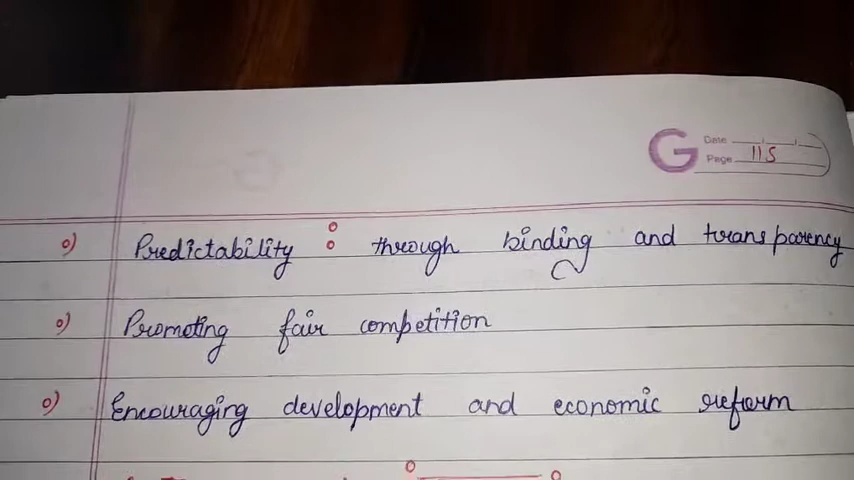 G
Date
Page 115
o) Predictability : through binding and transparency
o) Promoting fair competition
o) Encouraging development and economic reform